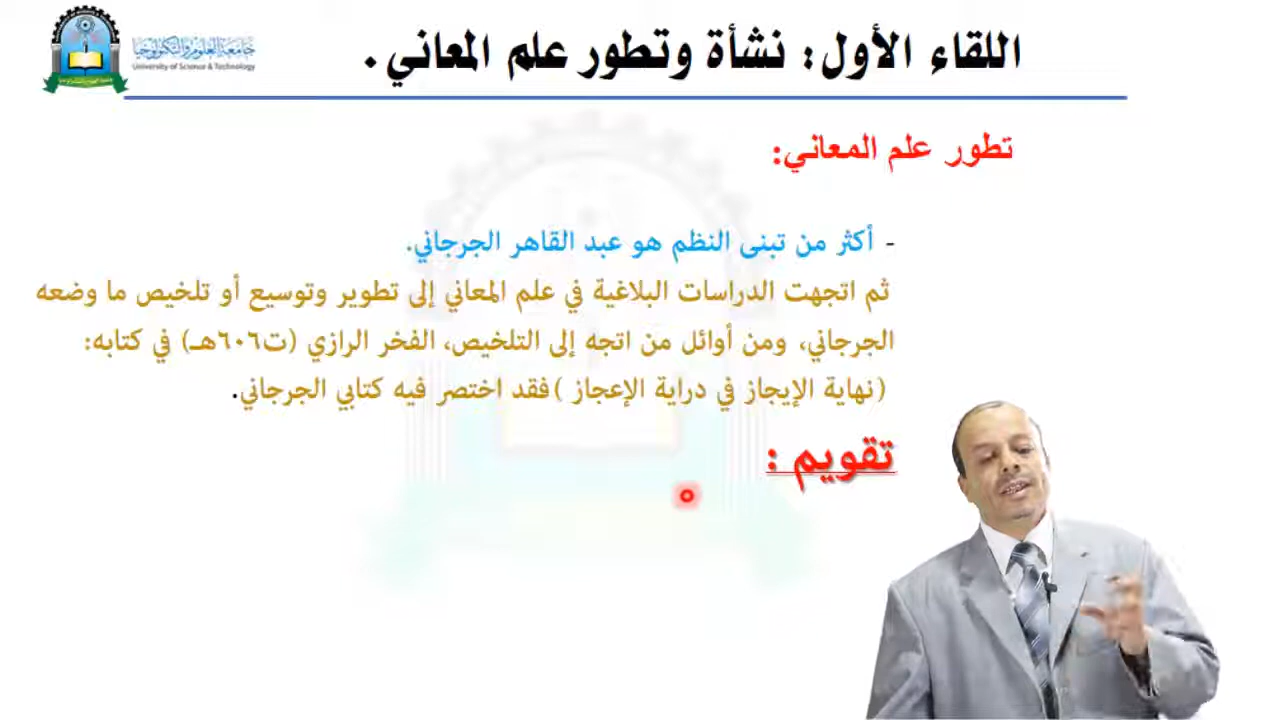 جامعة العلوم والتكنولوجيا
University of Science & Technology
اللقاء الأول: نشأة وتطور علم المعاني.
تطور علم المعاني:
- أكثر من تبنى النظم هو عبد القاهر الجرجاني.
ثم اتجهت الدراسات البلاغية في علم المعاني إلى تطوير وتوسيع أو تلخيص ما وضعه
الجرجاني، ومن أوائل من اتجه إلى التلخيص، الفخر الرازي (ت٦٠٦هـ) في كتابه:
(نهاية الإيجاز في دراية الإعجاز )فقد اختصر فيه كتابي الجرجاني.
تقويم :